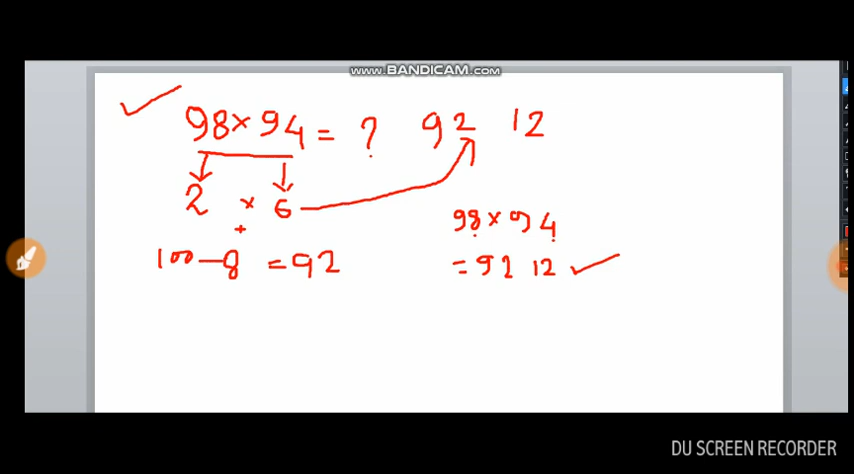 www.BANDICAM.com
98 × 94 = ? 92 12
2 × 6
+
100 – 8 = 92
98 × 94
= 92 12
DU SCREEN RECORDER